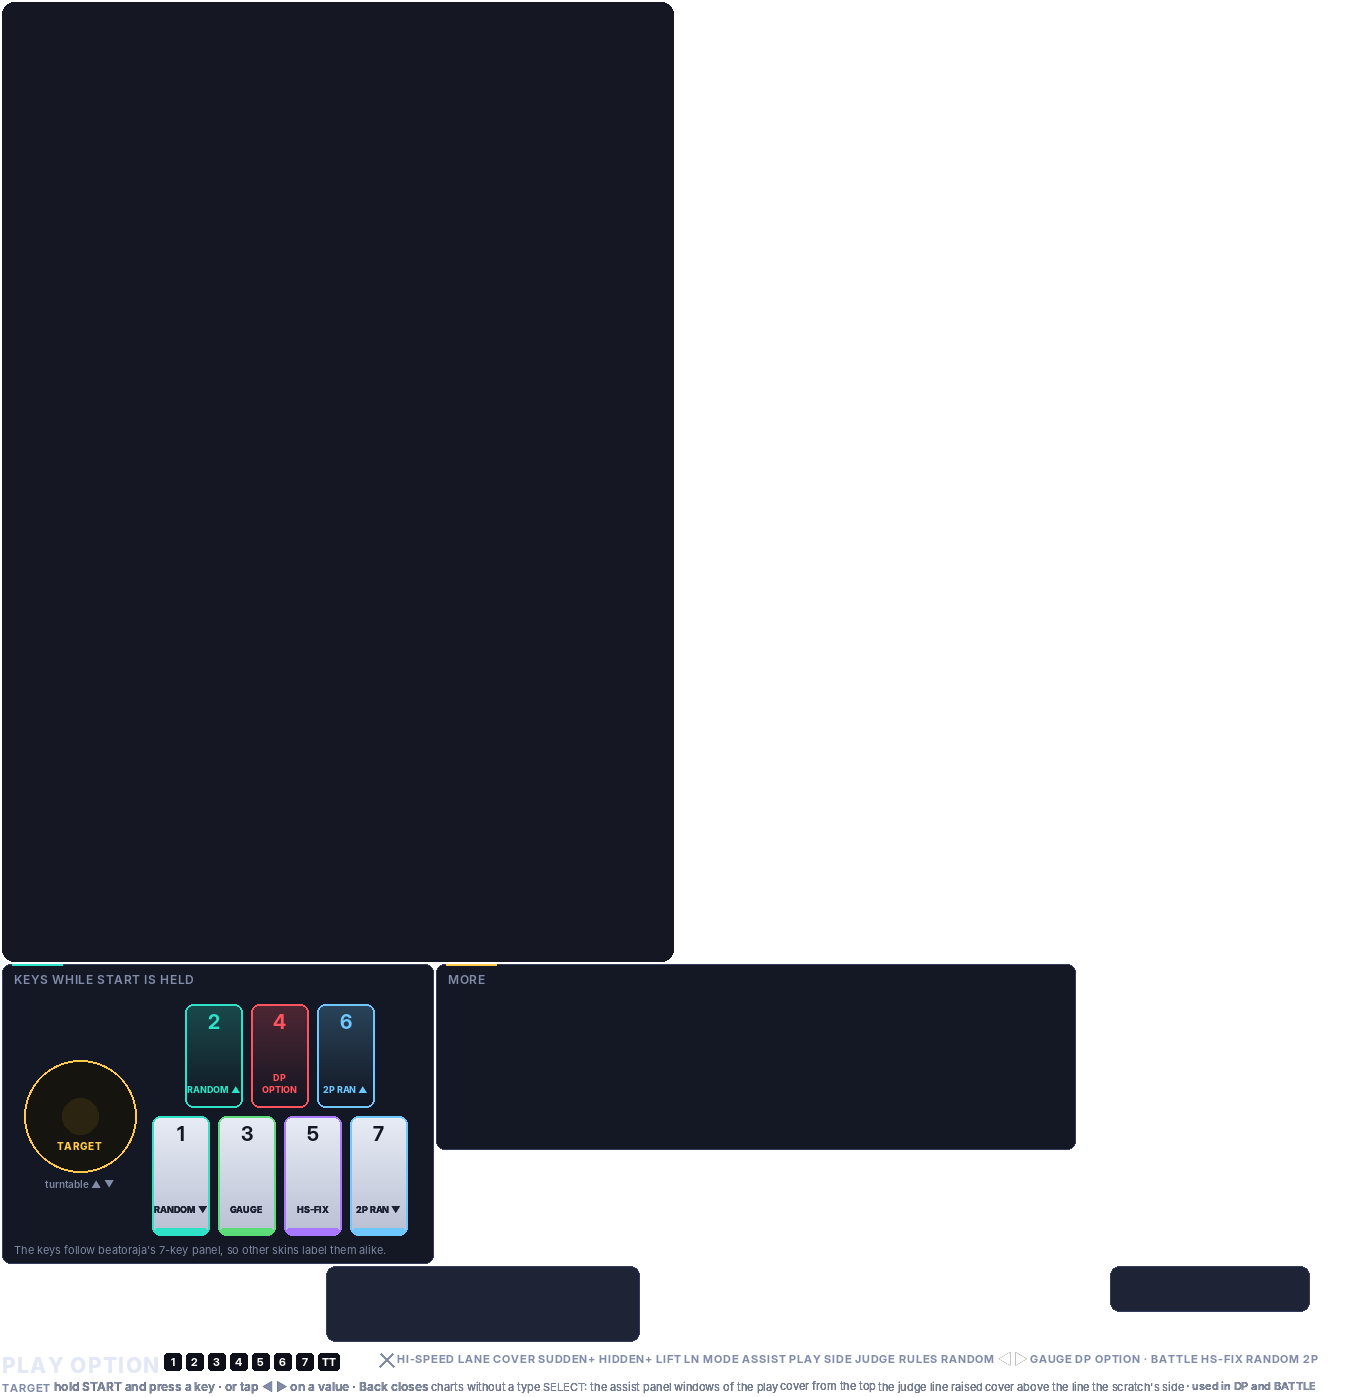 KEYS WHILE START IS HELD
MORE
2
4
6
RANDOM ▲
DP
OPTION
2P RAN ▲
TARGET
turntable ▲ ▼
1
3
5
7
RANDOM ▼
GAUGE
HS-FIX
2P RAN ▼
The keys follow beatoraja's 7-key panel, so other skins label them alike.
PLAY OPTION 1 2 3 4 5 6 7 TT HI-SPEED LANE COVER SUDDEN+ HIDDEN+ LIFT LN MODE ASSIST PLAY SIDE JUDGE RULES RANDOM ◁ ▷ GAUGE DP OPTION · BATTLE HS-FIX RANDOM 2P
TARGET hold START and press a key · or tap ◀ ▶ on a value · Back closes charts without a type SELECT: the assist panel windows of the play cover from the top the judge line raised cover above the line the scratch's side · used in DP and BATTLE